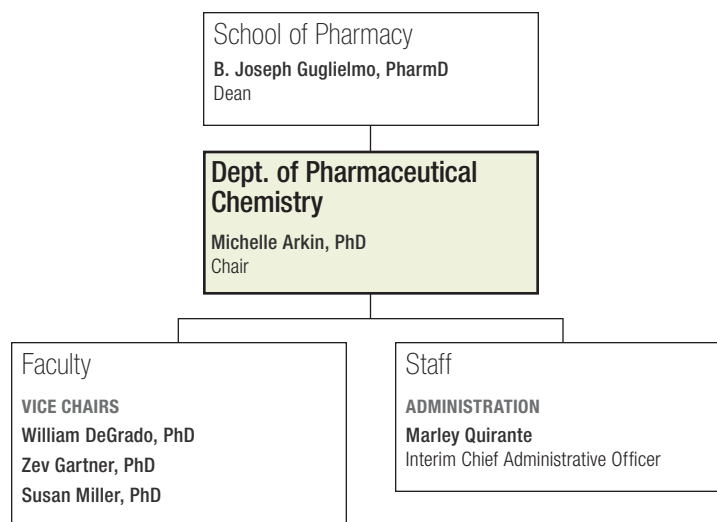 School of Pharmacy
B. Joseph Guglielmo, PharmD
Dean
Dept. of Pharmaceutical
Chemistry
Michelle Arkin, PhD
Chair
Faculty
VICE CHAIRS
William DeGrado, PhD
Zev Gartner, PhD
Susan Miller, PhD
Staff
ADMINISTRATION
Marley Quirante
Interim Chief Administrative Officer